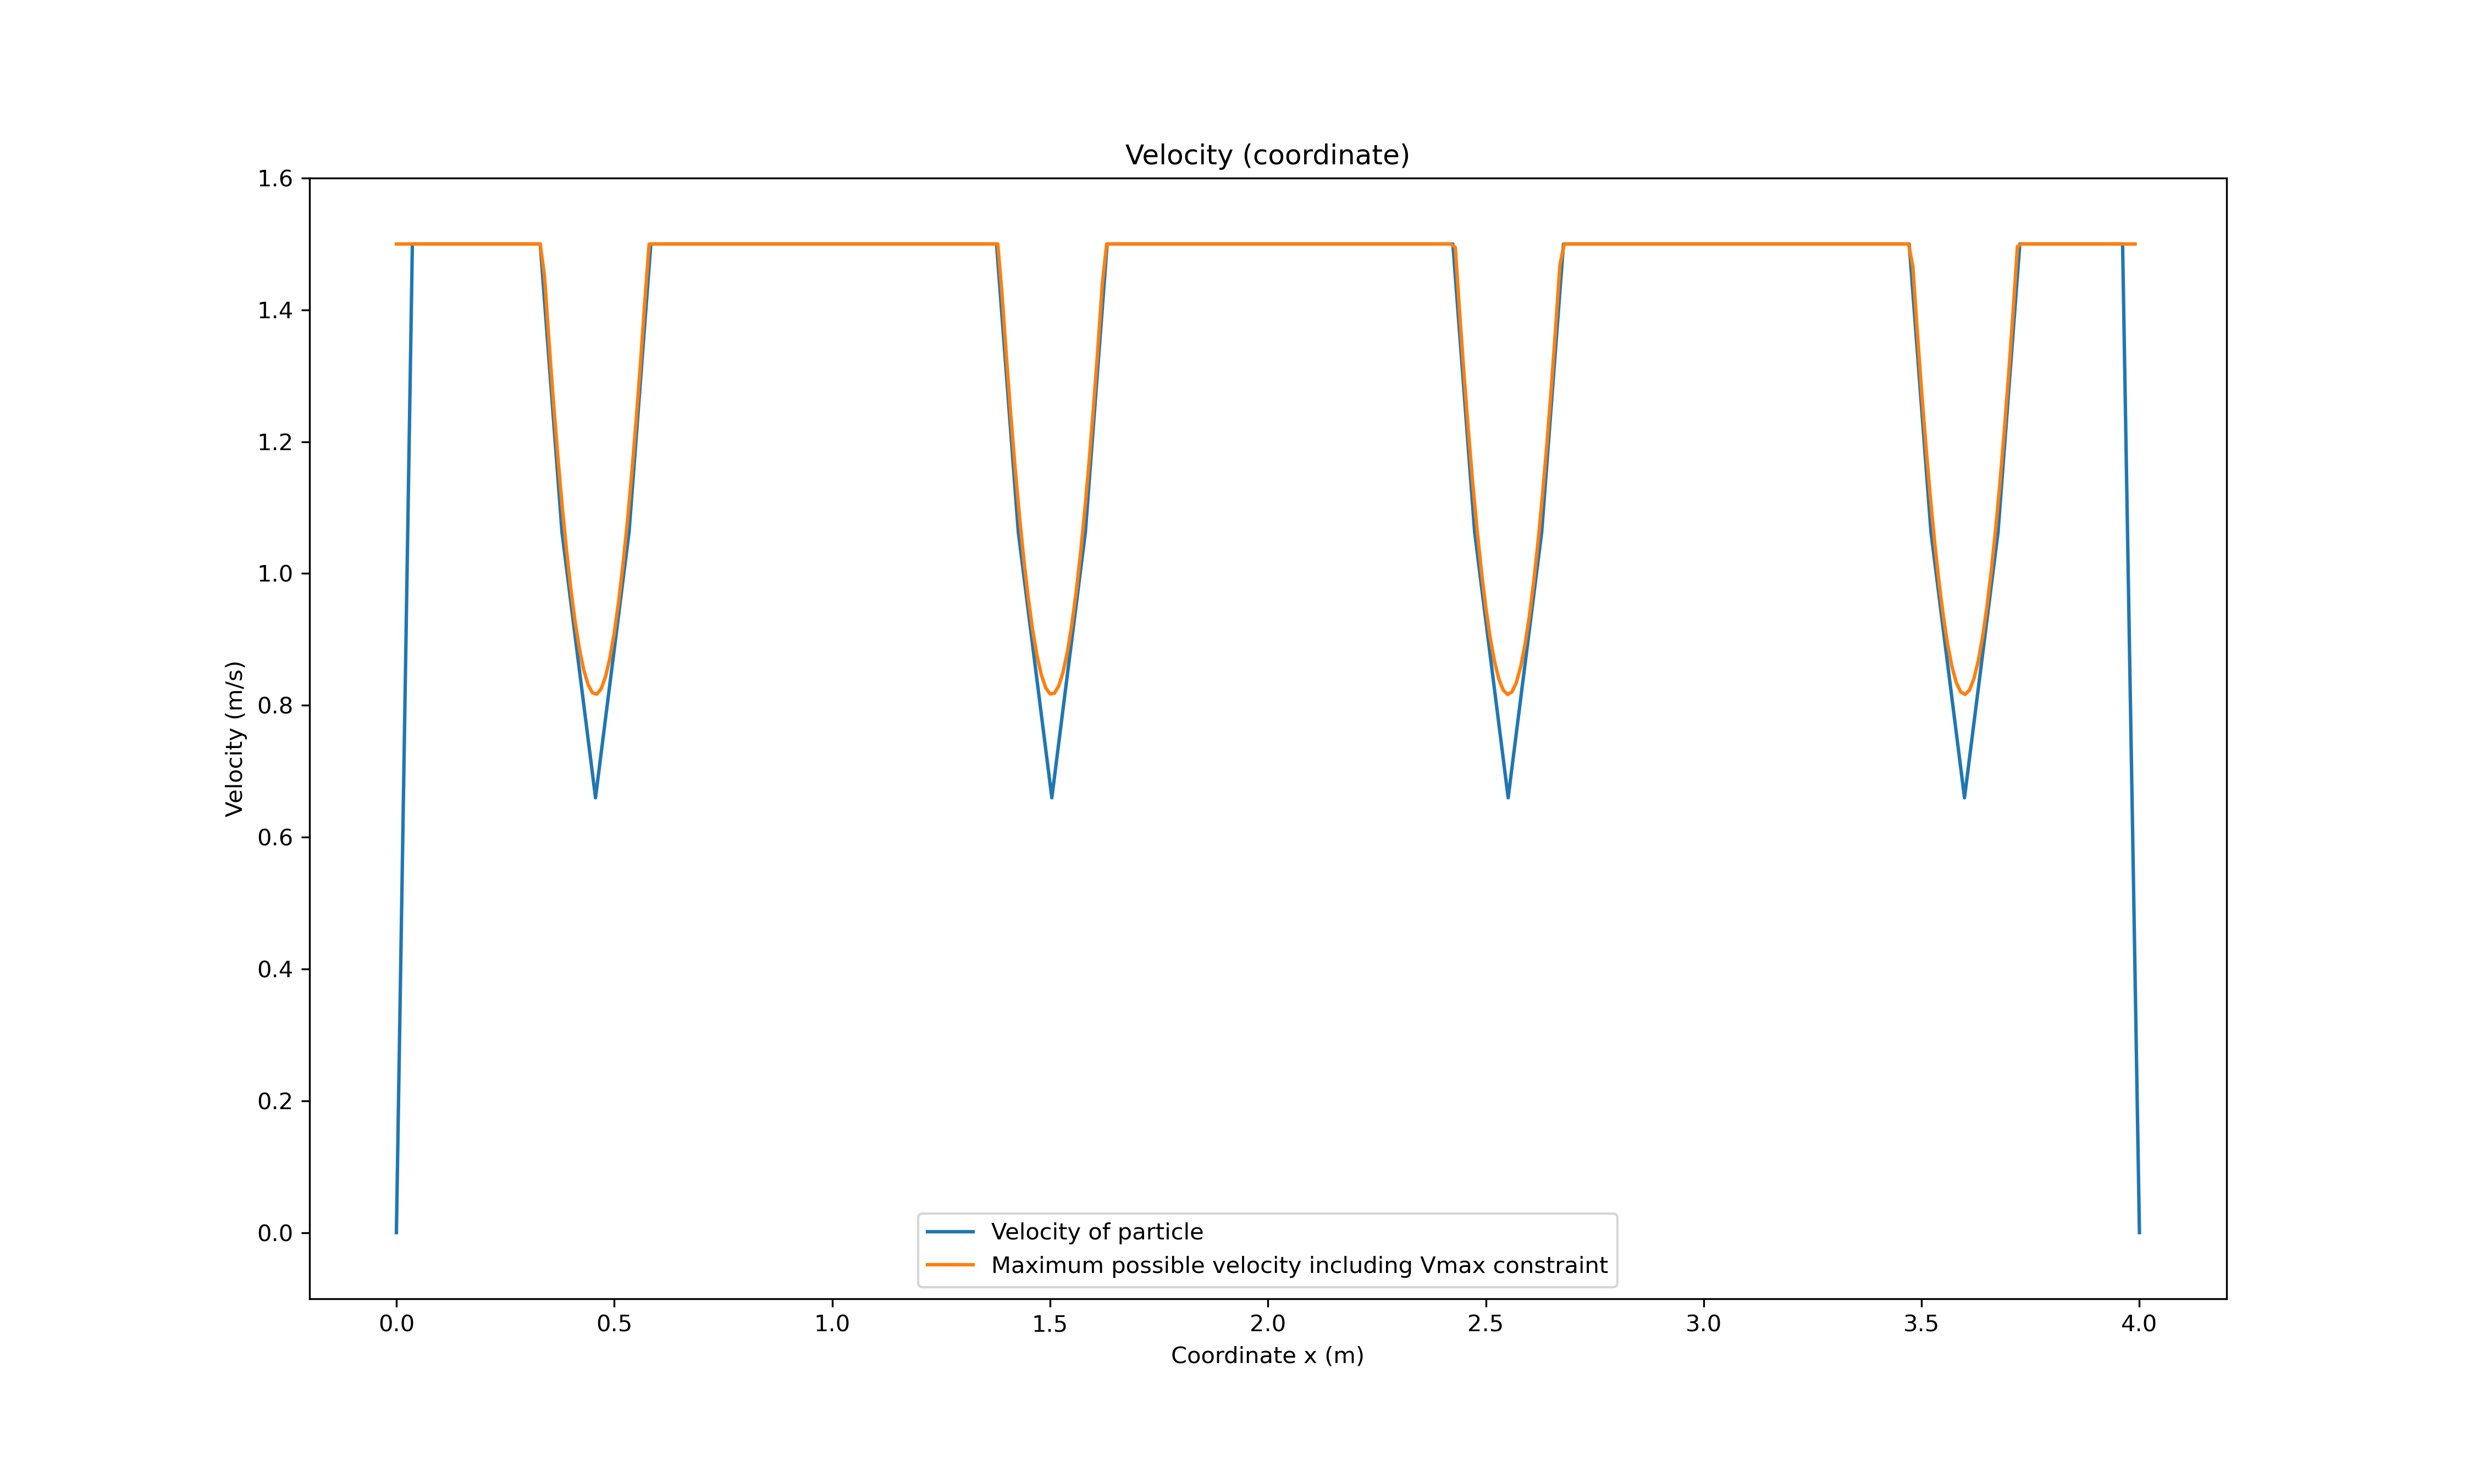 Velocity (coordinate)
1.6
1.4
1.2
1.0
0.8
0.6
0.4
0.2
0.0
Velocity (m/s)
Velocity of particle
Maximum possible velocity including Vmax constraint
0.0 0.5 1.0 1.5 2.0 2.5 3.0 3.5 4.0
Coordinate x (m)